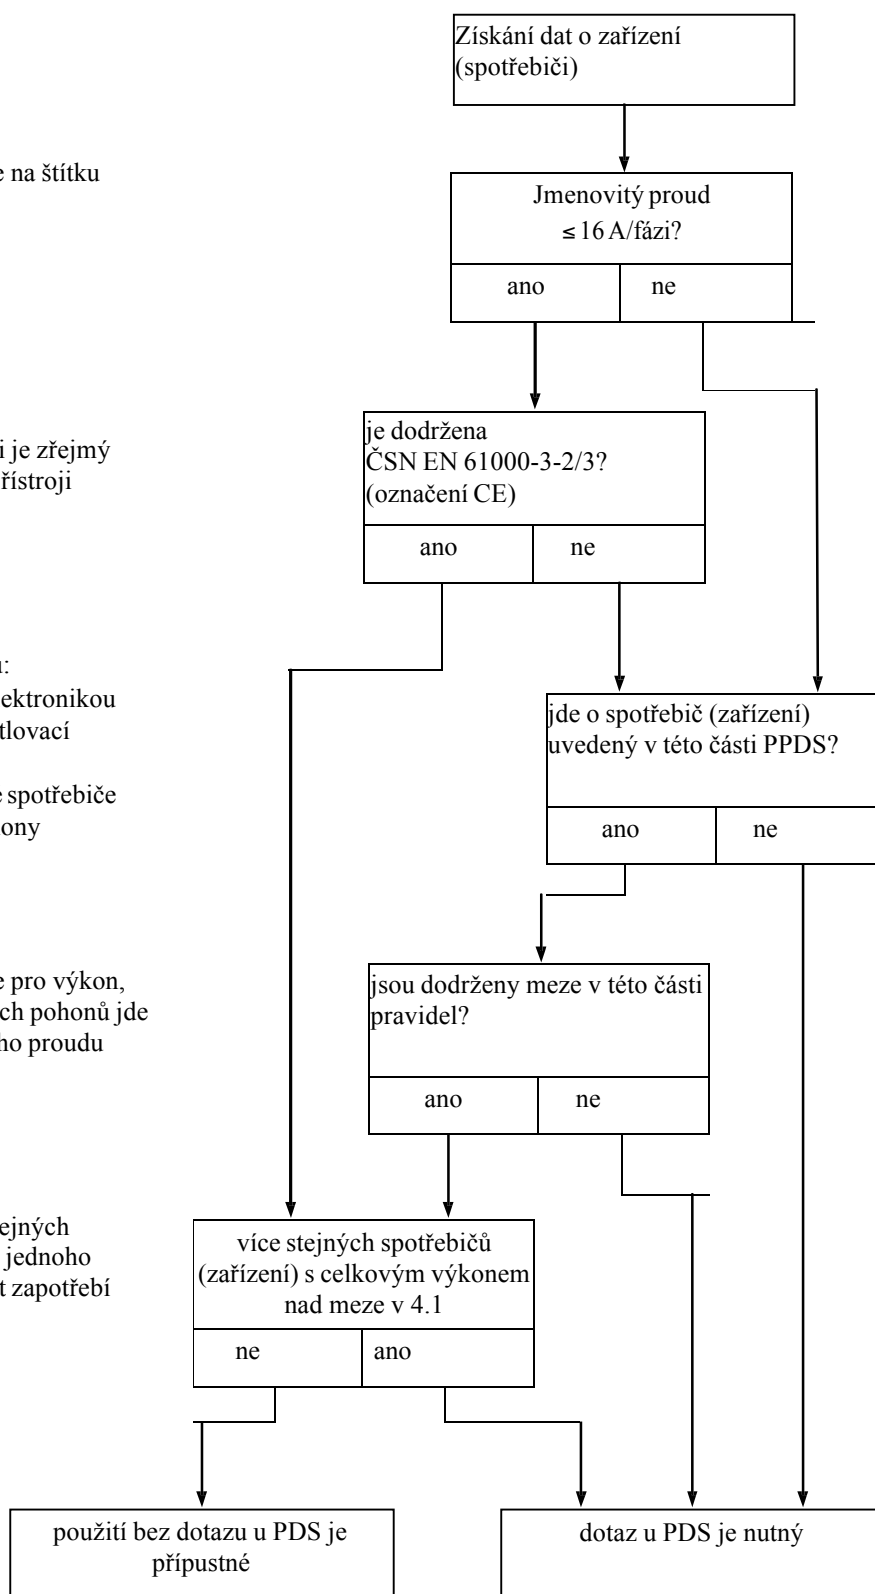 Získání dat o zařízení
(spotřebiči)
e na štítku
Jmenovitý proud
≤ 16 A/fázi?
ano
ne
i je zřejmý
řístroji
je dodržena
ČSN EN 61000-3-2/3?
(označení CE)
ano
ne
u:
ektronikou
tlovací
e spotřebiče
ony
jde o spotřebič (zařízení)
uvedený v této části PPDS?
ano
ne
e pro výkon,
ch pohonů jde
ho proudu
jsou dodrženy meze v této části
pravidel?
ano
ne
ejných
jednoho
t zapotřebí
více stejných spotřebičů
(zařízení) s celkovým výkonem
nad meze v 4.1
ne
ano
použití bez dotazu u PDS je
přípustné
dotaz u PDS je nutný